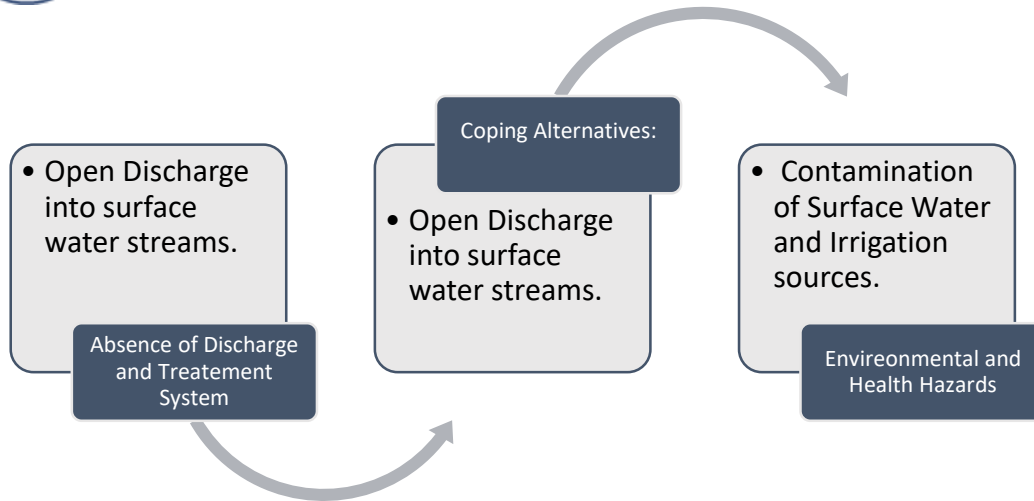 • Open Discharge
into surface
water streams.
Absence of Discharge
and Treatement
System
Coping Alternatives:
• Open Discharge
into surface
water streams.
• Contamination
of Surface Water
and Irrigation
sources.
Envireonmental and
Health Hazards